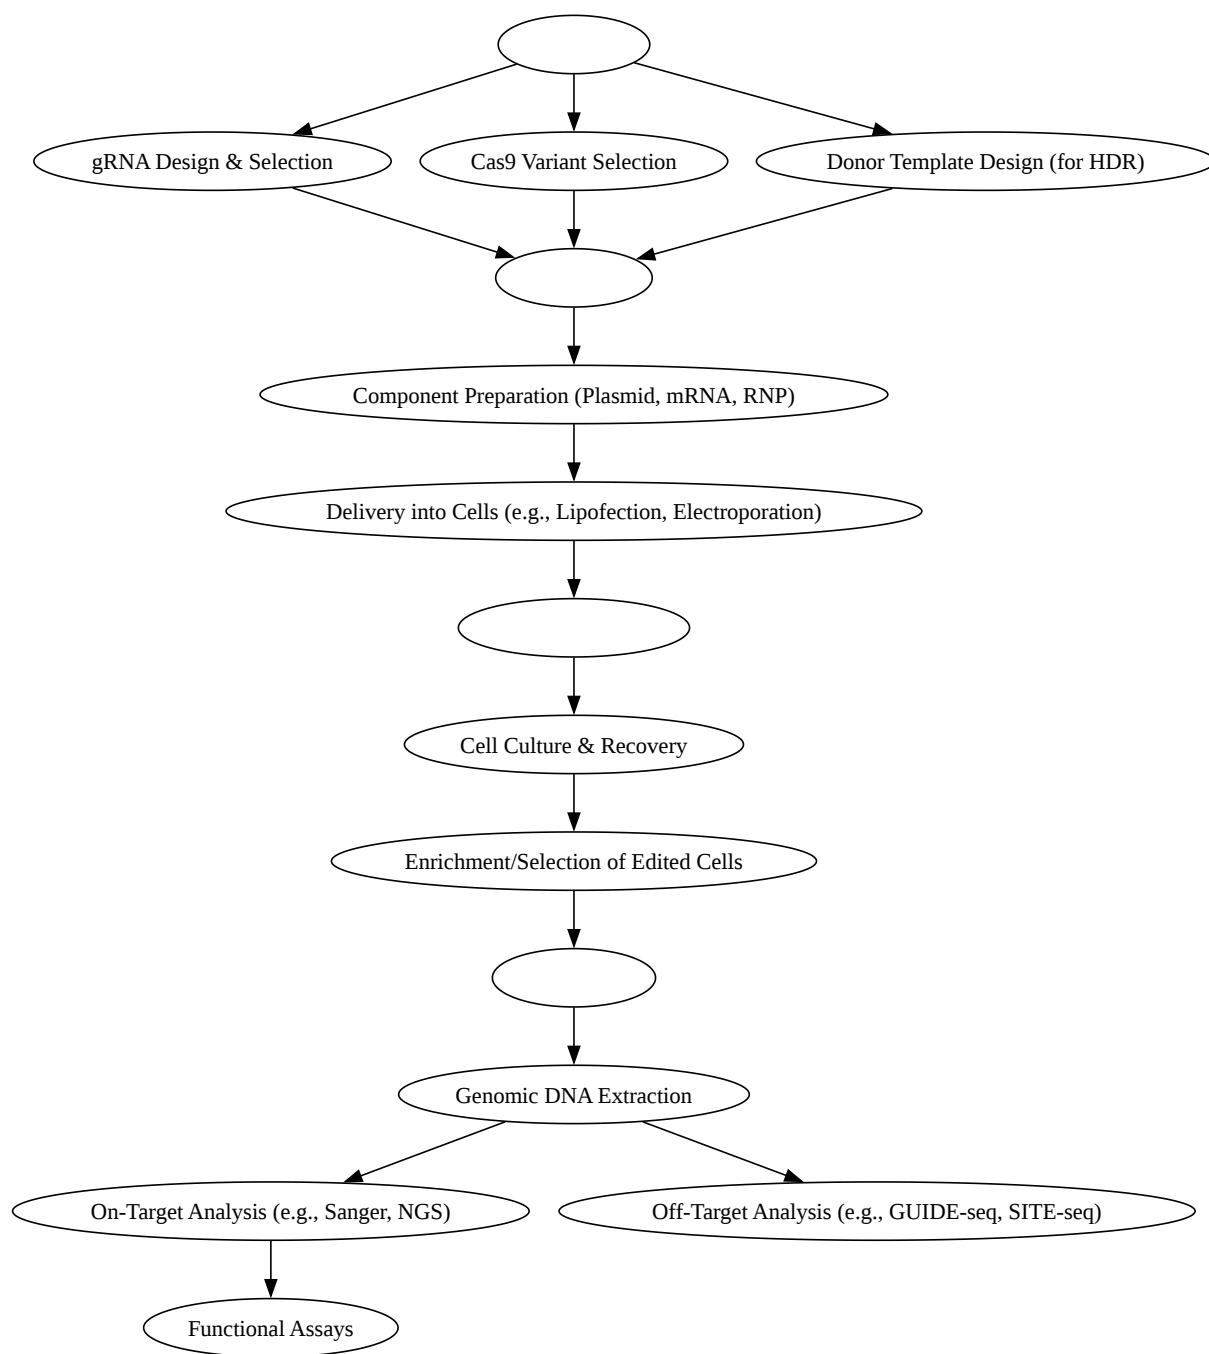 gRNA Design & Selection
Cas9 Variant Selection
Donor Template Design (for HDR)
Component Preparation (Plasmid, mRNA, RNP)
Delivery into Cells (e.g., Lipofection, Electroporation)
Cell Culture & Recovery
Enrichment/Selection of Edited Cells
Genomic DNA Extraction
On-Target Analysis (e.g., Sanger, NGS)
Off-Target Analysis (e.g., GUIDE-seq, SITE-seq)
Functional Assays